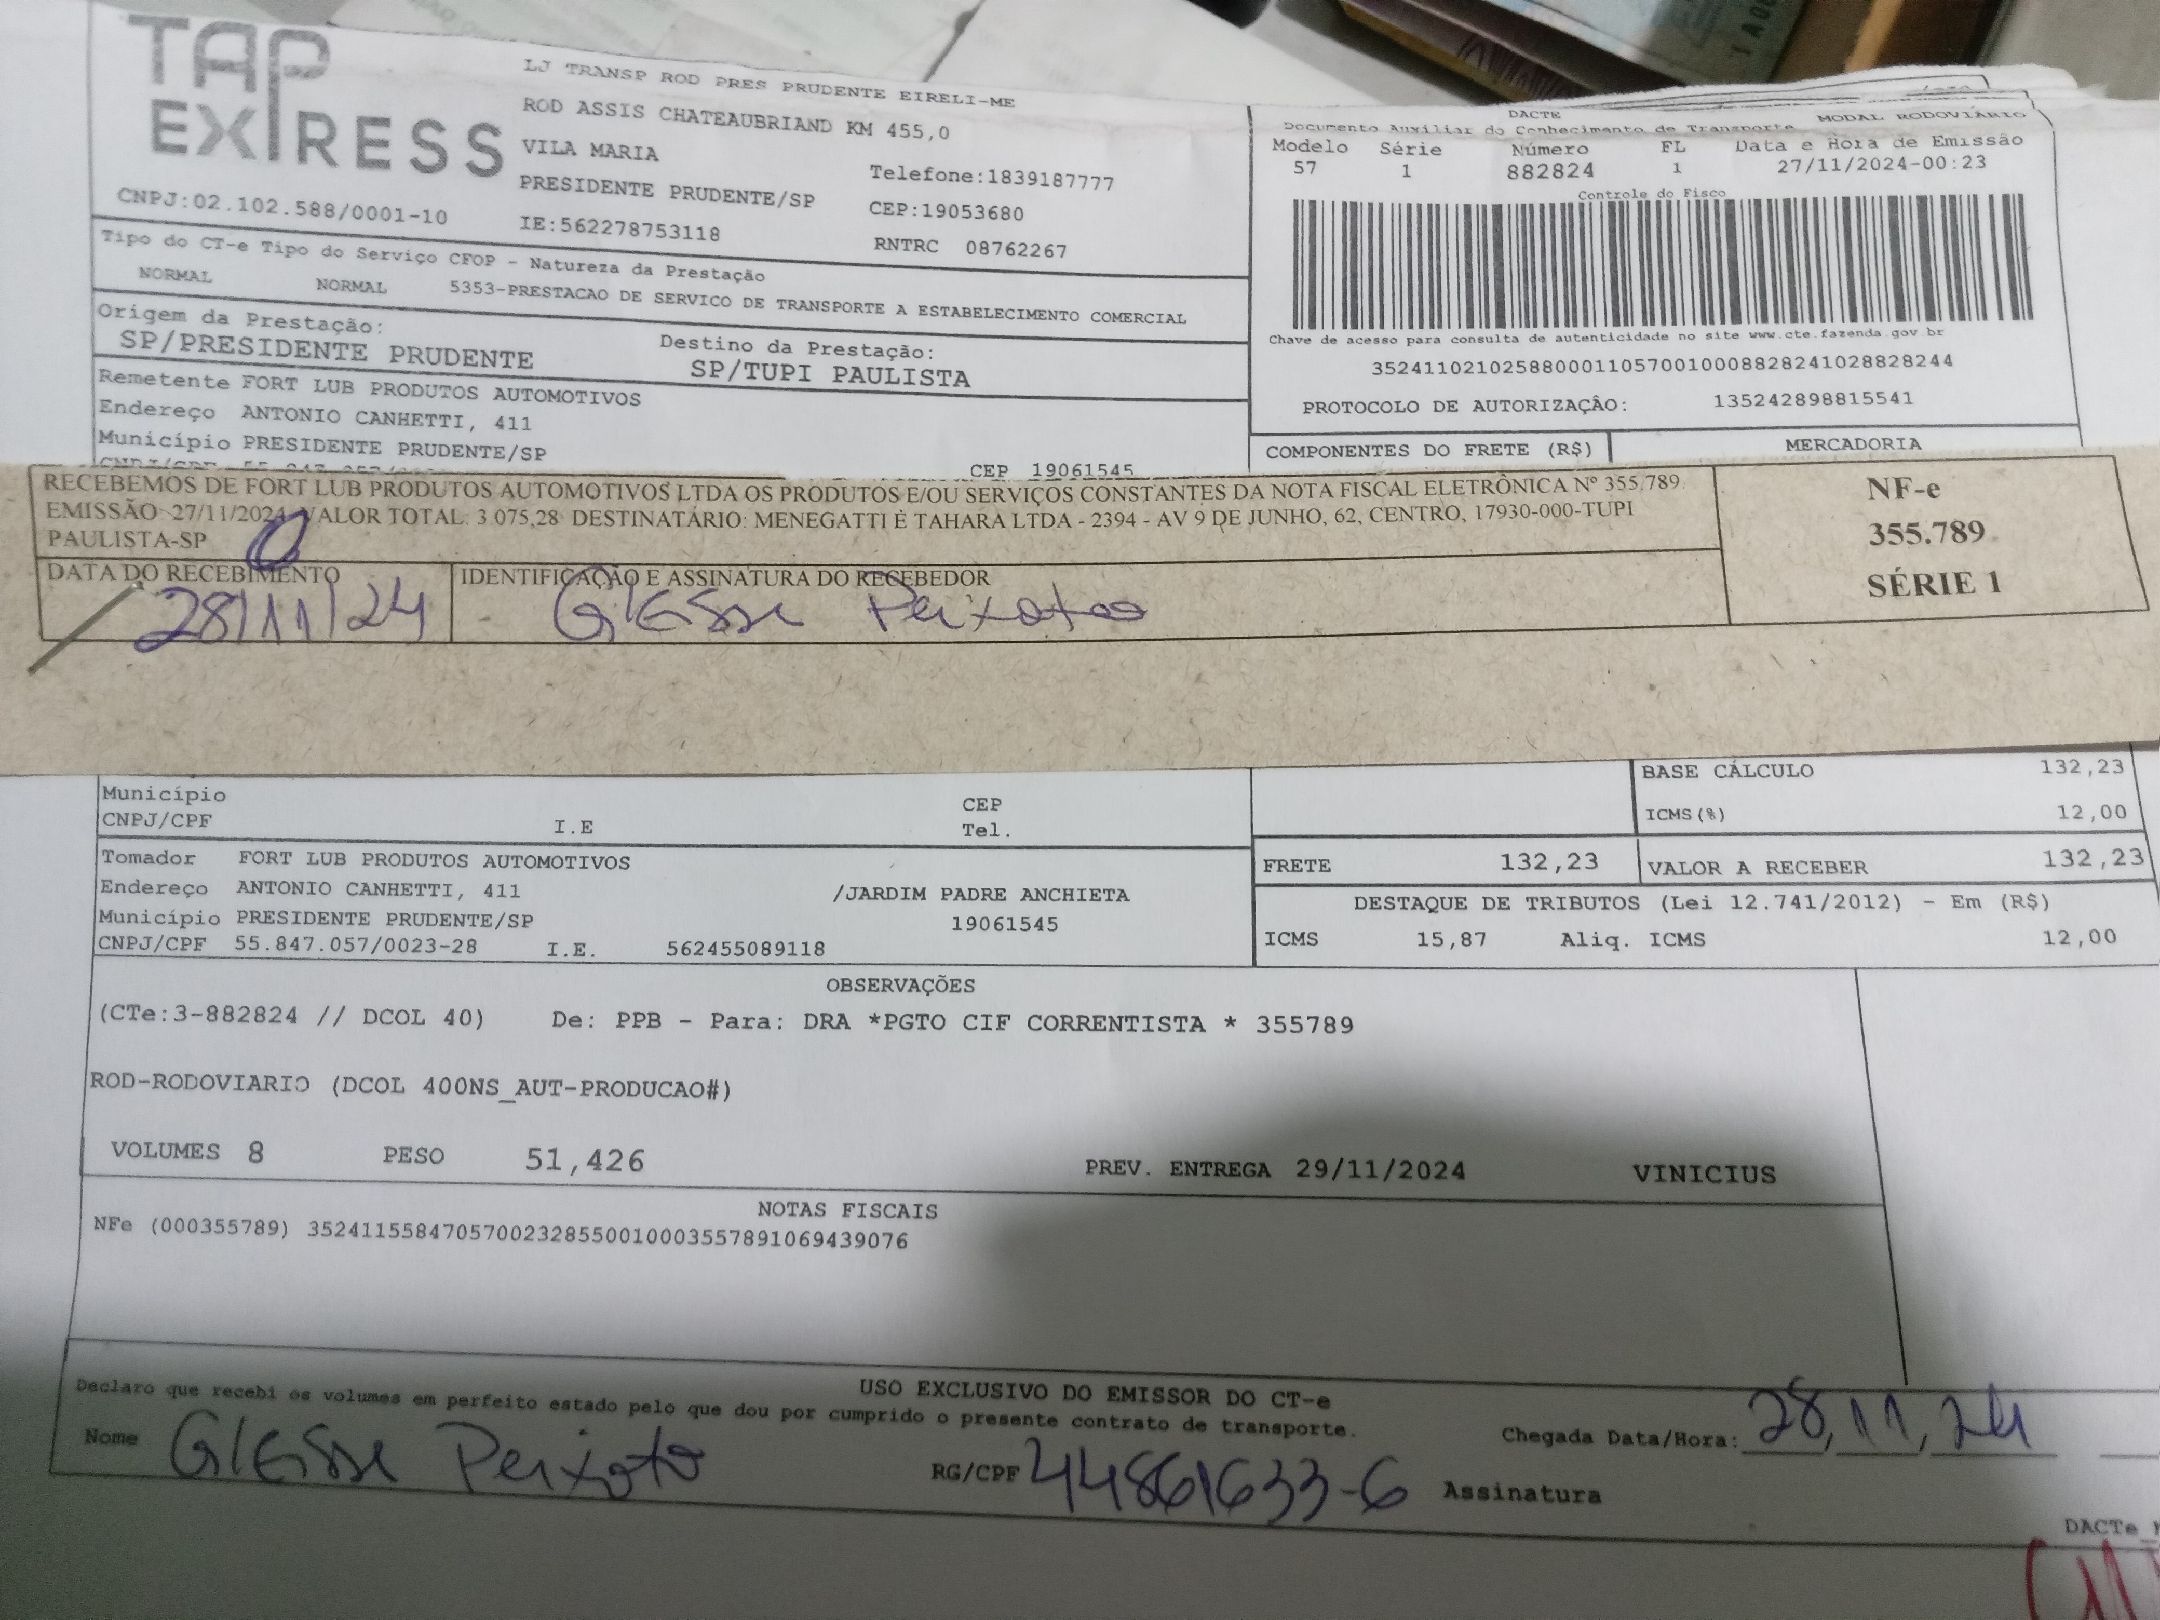 TAP EXPRESS
LJ TRANSP ROD PRES PRUDENTE EIRELI-ME
ROD ASSIS CHATEAUBRIAND KM 455,0
VILA MARIA
Telefone:1839187777
PRESIDENTE PRUDENTE/SP
CEP:19053680
CNPJ:02.102.588/0001-10
IE:562278753118
RNTRC 08762267
DACTE
MODAL RODOVIÁRIO
Documento Auxiliar do Conhecimento de Transporte
Modelo Série Número FL Data e Hora de Emissão
57 1 882824 1 27/11/2024-00:23
Controle do Fisco
Chave de acesso para consulta de autenticidade no site www.cte.fazenda.gov br
35241102102588000110570010008828241028828244
PROTOCOLO DE AUTORIZAÇÂO: 135242898815541
COMPONENTES DO FRETE (R$) MERCADORIA
Tipo do CT-e Tipo do Serviço CFOP - Natureza da Prestação
NORMAL NORMAL 5353-PRESTACAO DE SERVICO DE TRANSPORTE A ESTABELECIMENTO COMERCIAL
Origem da Prestação:
SP/PRESIDENTE PRUDENTE
Destino da Prestação:
SP/TUPI PAULISTA
Remetente FORT LUB PRODUTOS AUTOMOTIVOS
Endereço ANTONIO CANHETTI, 411
Município PRESIDENTE PRUDENTE/SP
CEP 19061545
RECEBEMOS DE FORT LUB PRODUTOS AUTOMOTIVOS LTDA OS PRODUTOS E/OU SERVIÇOS CONSTANTES DA NOTA FISCAL ELETRÔNICA Nº 355.789
EMISSÃO 27/11/2024 VALOR TOTAL. 3.075,28 DESTINATÁRIO: MENEGATTI E TAHARA LTDA - 2394 - AV 9 DE JUNHO, 62, CENTRO, 17930-000-TUPI
PAULISTA-SP
DATA DO RECEBIMENTO
28/11/24
IDENTIFICAÇÃO E ASSINATURA DO RECEBEDOR
Gleisse Peixoto
NF-e
355.789
SÉRIE 1
Município CEP
CNPJ/CPF I.E Tel.
BASE CÁLCULO 132,23
ICMS(%) 12,00
Tomador FORT LUB PRODUTOS AUTOMOTIVOS
Endereço ANTONIO CANHETTI, 411 /JARDIM PADRE ANCHIETA
Município PRESIDENTE PRUDENTE/SP 19061545
CNPJ/CPF 55.847.057/0023-28 I.E. 562455089118
FRETE 132,23 VALOR A RECEBER 132,23
DESTAQUE DE TRIBUTOS (Lei 12.741/2012) - Em (R$)
ICMS 15,87 Aliq. ICMS 12,00
OBSERVAÇÕES
(CTe:3-882824 // DCOL 40) De: PPB - Para: DRA *PGTO CIF CORRENTISTA * 355789
ROD-RODOVIARIO (DCOL 400NS_AUT-PRODUCAO#)
VOLUMES 8 PESO 51,426 PREV. ENTREGA 29/11/2024 VINICIUS
NOTAS FISCAIS
NFe (000355789) 35241155847057002328550010003557891069439076
USO EXCLUSIVO DO EMISSOR DO CT-e
Declaro que recebi os volumes em perfeito estado pelo que dou por cumprido o presente contrato de transporte.
Nome Gleisse Peixoto RG/CPF 44861633-6 Assinatura
Chegada Data/Hora: 28,11,24
DACTe